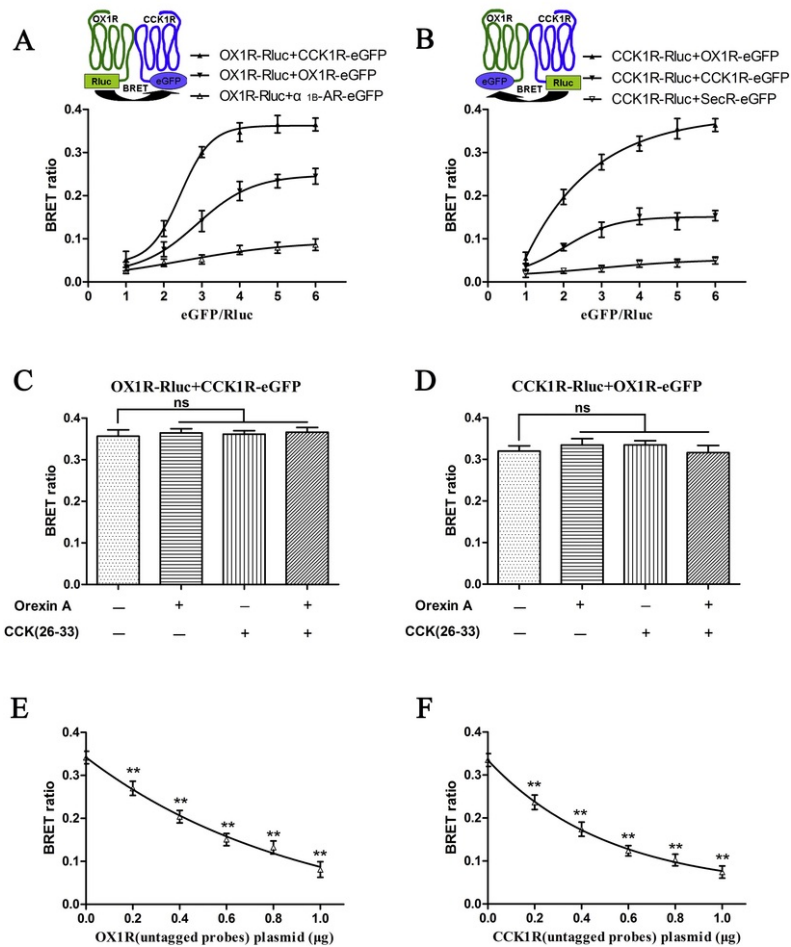 A
OX1R CCK1R
Rluc eGFP
BRET
OX1R-Rluc+CCK1R-eGFP
OX1R-Rluc+OX1R-eGFP
OX1R-Rluc+α 1B-AR-eGFP
BRET ratio
0.4
0.3
0.2
0.1
0.0
0 1 2 3 4 5 6
eGFP/Rluc
B
OX1R CCK1R
eGFP Rluc
BRET
CCK1R-Rluc+OX1R-eGFP
CCK1R-Rluc+CCK1R-eGFP
CCK1R-Rluc+SecR-eGFP
BRET ratio
0.4
0.3
0.2
0.1
0.0
0 1 2 3 4 5 6
eGFP/Rluc
C
OX1R-Rluc+CCK1R-eGFP
ns
BRET ratio
0.4
0.3
0.2
0.1
0.0
Orexin A — + — +
CCK(26-33) — — + +
D
CCK1R-Rluc+OX1R-eGFP
ns
BRET ratio
0.4
0.3
0.2
0.1
0.0
Orexin A — + — +
CCK(26-33) — — + +
E
BRET ratio
0.4
0.3
0.2
0.1
0.0
** ** ** ** **
0.0 0.2 0.4 0.6 0.8 1.0
OX1R(untagged probes) plasmid (μg)
F
BRET ratio
0.4
0.3
0.2
0.1
0.0
** ** ** ** **
0.0 0.2 0.4 0.6 0.8 1.0
CCK1R(untagged probes) plasmid (μg)